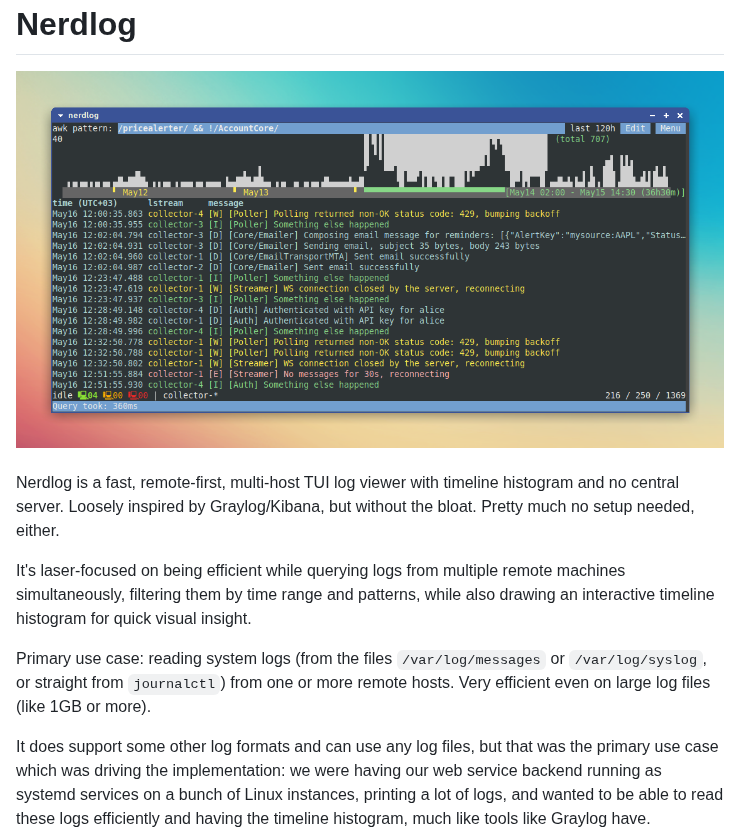 Nerdlog
nerdlog
awk pattern: /pricealerter/ && !/AccountCore/ last 120h Edit Menu
40 (total 707)
May12 May13 [May14 02:00 - May15 14:30 (36h30m)]
time (UTC+03) lstream message
May16 12:00:35.863 collector-4 [W] [Poller] Polling returned non-OK status code: 429, bumping backoff
May16 12:00:35.955 collector-3 [I] [Poller] Something else happened
May16 12:02:04.794 collector-3 [D] [Core/Emailer] Composing email message for reminders: [{"AlertKey":"mysource:AAPL","Status…
May16 12:02:04.931 collector-3 [D] [Core/Emailer] Sending email, subject 35 bytes, body 243 bytes
May16 12:02:04.960 collector-1 [D] [Core/EmailTransportMTA] Sent email successfully
May16 12:02:04.987 collector-2 [D] [Core/Emailer] Sent email successfully
May16 12:23:47.488 collector-1 [I] [Poller] Something else happened
May16 12:23:47.619 collector-1 [W] [Streamer] WS connection closed by the server, reconnecting
May16 12:23:47.937 collector-3 [I] [Poller] Something else happened
May16 12:28:49.148 collector-4 [D] [Auth] Authenticated with API key for alice
May16 12:28:49.982 collector-1 [D] [Auth] Authenticated with API key for alice
May16 12:28:49.996 collector-4 [I] [Poller] Something else happened
May16 12:32:50.778 collector-1 [W] [Poller] Polling returned non-OK status code: 429, bumping backoff
May16 12:32:50.788 collector-1 [W] [Poller] Polling returned non-OK status code: 429, bumping backoff
May16 12:32:50.802 collector-1 [W] [Streamer] WS connection closed by the server, reconnecting
May16 12:51:55.884 collector-1 [E] [Streamer] No messages for 30s, reconnecting
May16 12:51:55.930 collector-4 [I] [Auth] Something else happened
idle 04 00 00 | collector-* 216 / 250 / 1369
Query took: 360ms
Nerdlog is a fast, remote-first, multi-host TUI log viewer with timeline histogram and no central
server. Loosely inspired by Graylog/Kibana, but without the bloat. Pretty much no setup needed,
either.
It's laser-focused on being efficient while querying logs from multiple remote machines
simultaneously, filtering them by time range and patterns, while also drawing an interactive timeline
histogram for quick visual insight.
Primary use case: reading system logs (from the files /var/log/messages or /var/log/syslog,
or straight from journalctl) from one or more remote hosts. Very efficient even on large log files
(like 1GB or more).
It does support some other log formats and can use any log files, but that was the primary use case
which was driving the implementation: we were having our web service backend running as
systemd services on a bunch of Linux instances, printing a lot of logs, and wanted to be able to read
these logs efficiently and having the timeline histogram, much like tools like Graylog have.